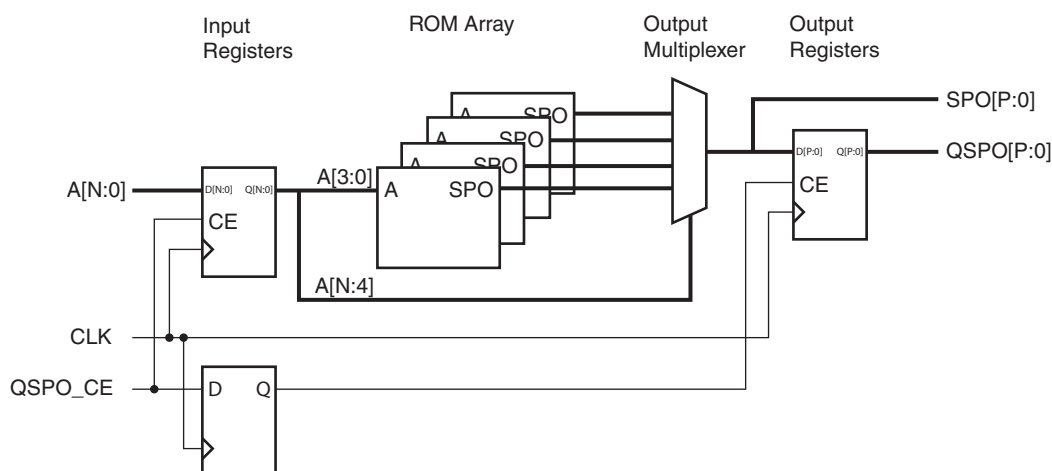 Input
Registers
ROM Array
Output
Multiplexer
Output
Registers
A SPO
A SPO
A SPO
A SPO
SPO[P:0]
D[P:0] Q[P:0]
QSPO[P:0]
A[N:0]
D[N:0] Q[N:0]
A[3:0]
CE
CE
A[N:4]
CLK
QSPO_CE
D Q